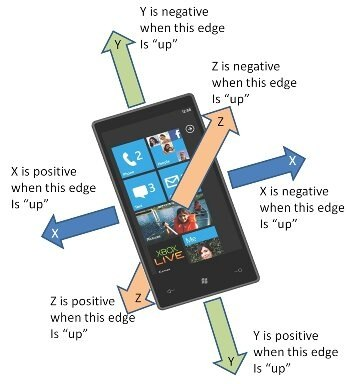 Y is negative
when this edge
Is "up"
Y
Z is negative
when this edge
Is "up"
Z
X is positive
when this edge
Is "up"
X
X
X is negative
when this edge
Is "up"
2
3
XBOX
LIVE
Me
Z is positive
when this edge
Is "up"
Z
Y
Y is positive
when this edge
Is "up"